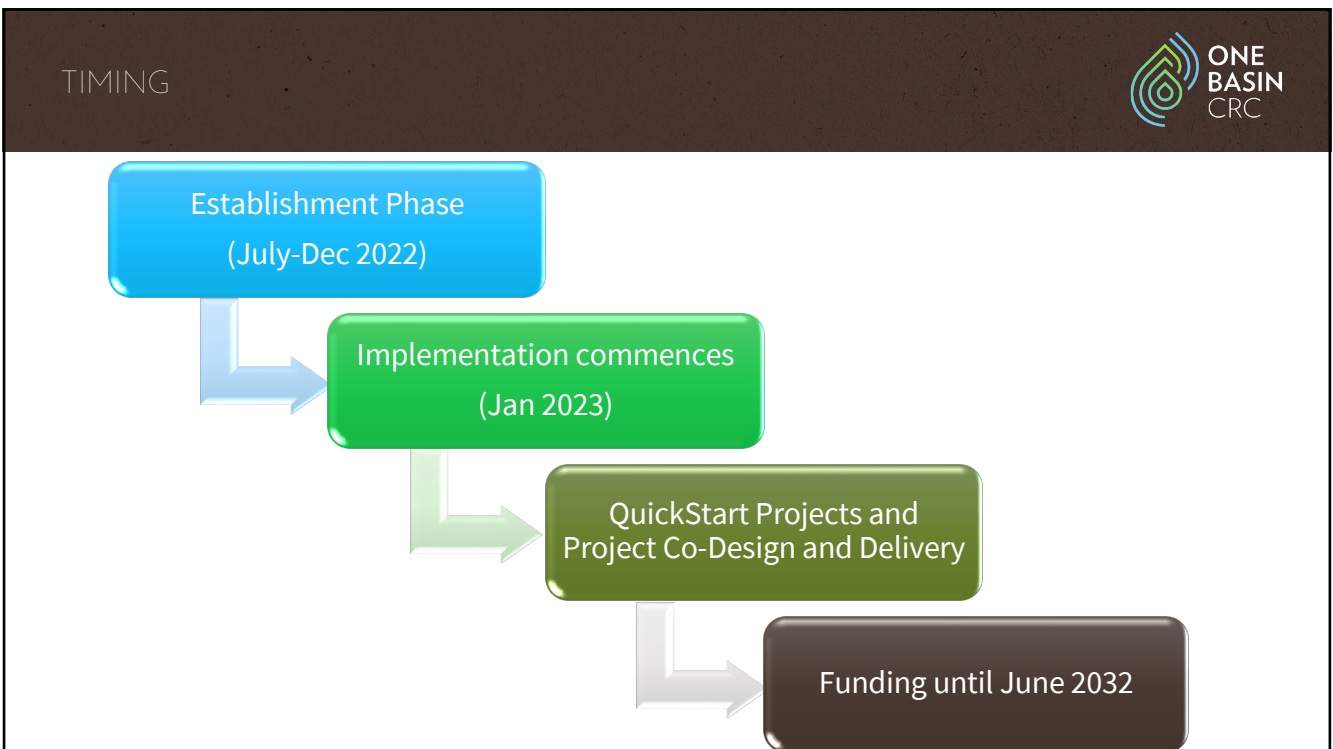 TIMING
ONE
BASIN
CRC
Establishment Phase
(July-Dec 2022)
Implementation commences
(Jan 2023)
QuickStart Projects and
Project Co-Design and Delivery
Funding until June 2032